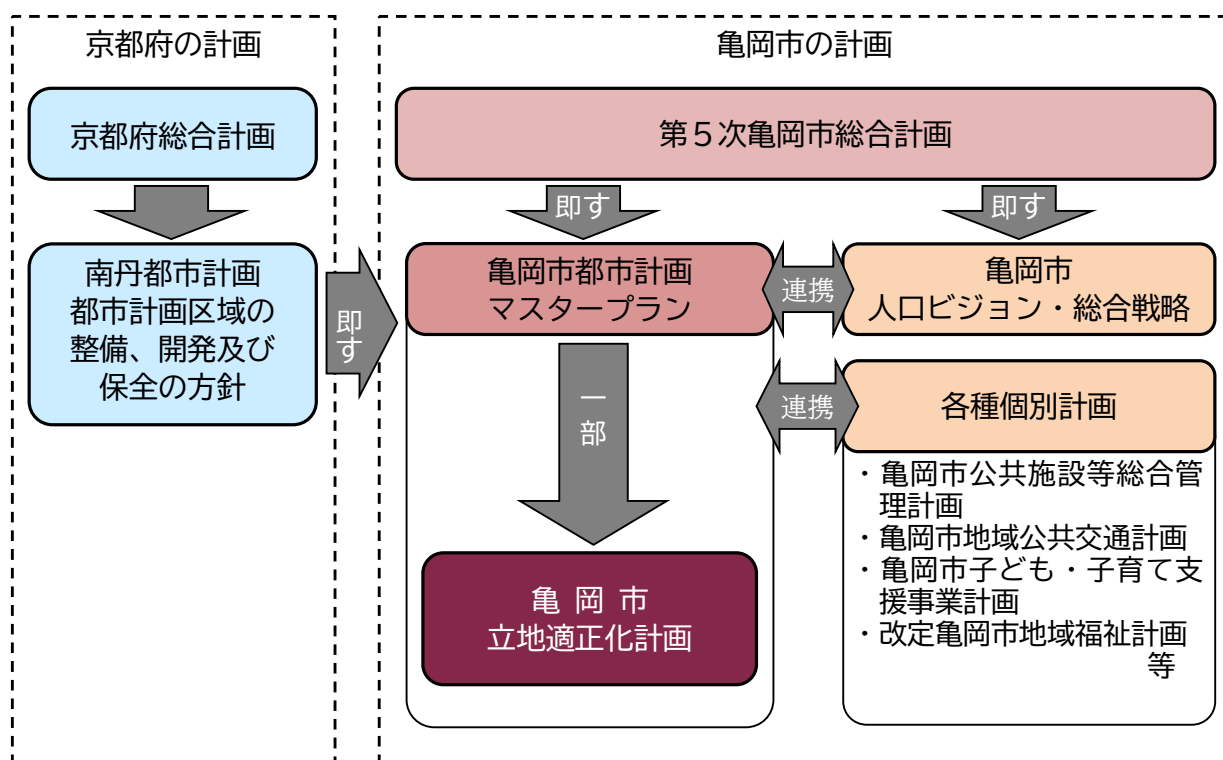 京都府の計画
京都府総合計画
南丹都市計画
都市計画区域の
整備、開発及び
保全の方針
即す
亀岡市の計画
第５次亀岡市総合計画
即す
即す
亀岡市都市計画
マスタープラン
連携
亀岡市
人口ビジョン・総合戦略
一部
連携
各種個別計画
・亀岡市公共施設等総合管
理計画
・亀岡市地域公共交通計画
・亀岡市子ども・子育て支
援事業計画
・改定亀岡市地域福祉計画
等
亀 岡 市
立地適正化計画